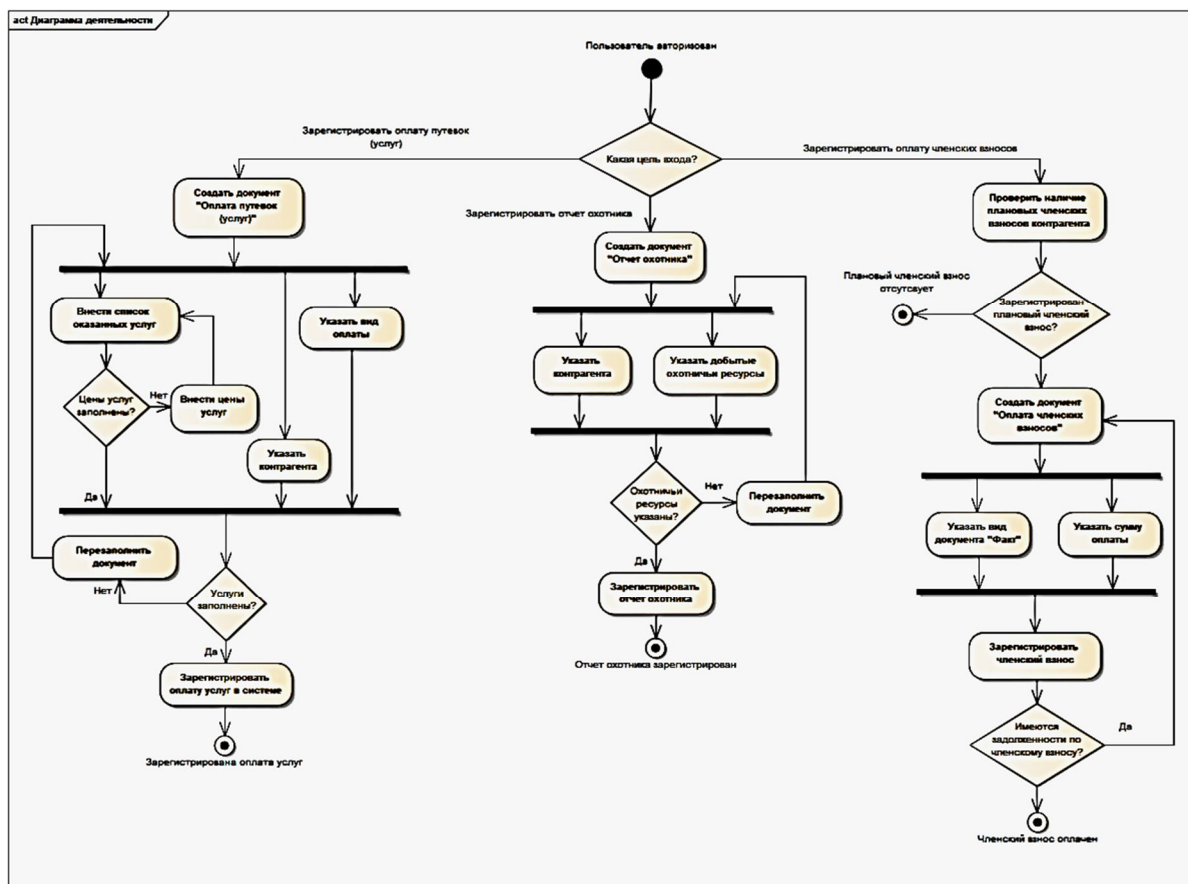 act Диаграмма деятельности
Пользователь авторизован
Какая цель входа?
Зарегистрировать оплату путевок
(услуг)
Создать документ
"Оплата путевок
(услуг)"
Внести список
оказанных услуг
Указать вид
оплаты
Цены услуг
заполнены?
Нет
Внести цены
услуг
Указать
контрагента
Да
Перезаполнить
документ
Нет
Услуги
заполнены?
Да
Зарегистрировать
оплату услуг в системе
Зарегистрирована оплата услуг
Зарегистрировать отчет охотника
Создать документ
"Отчет охотника"
Указать
контрагента
Указать добытые
охотничьи ресурсы
Охотничьи
ресурсы
указаны?
Нет
Перезаполнить
документ
Да
Зарегистрировать
отчет охотника
Отчет охотника зарегистрирован
Зарегистрировать оплату членских взносов
Проверить наличие
плановых членских
взносов контрагента
Плановый членский взнос
отсутсвует
Зарегистрирован
плановый членский
взнос?
Создать документ
"Оплата членских
взносов"
Указать вид
документа "Факт"
Указать сумму
оплаты
Зарегистрировать
членский взнос
Имеются
задолженности по
членскому взносу?
Да
Членский взнос оплачен